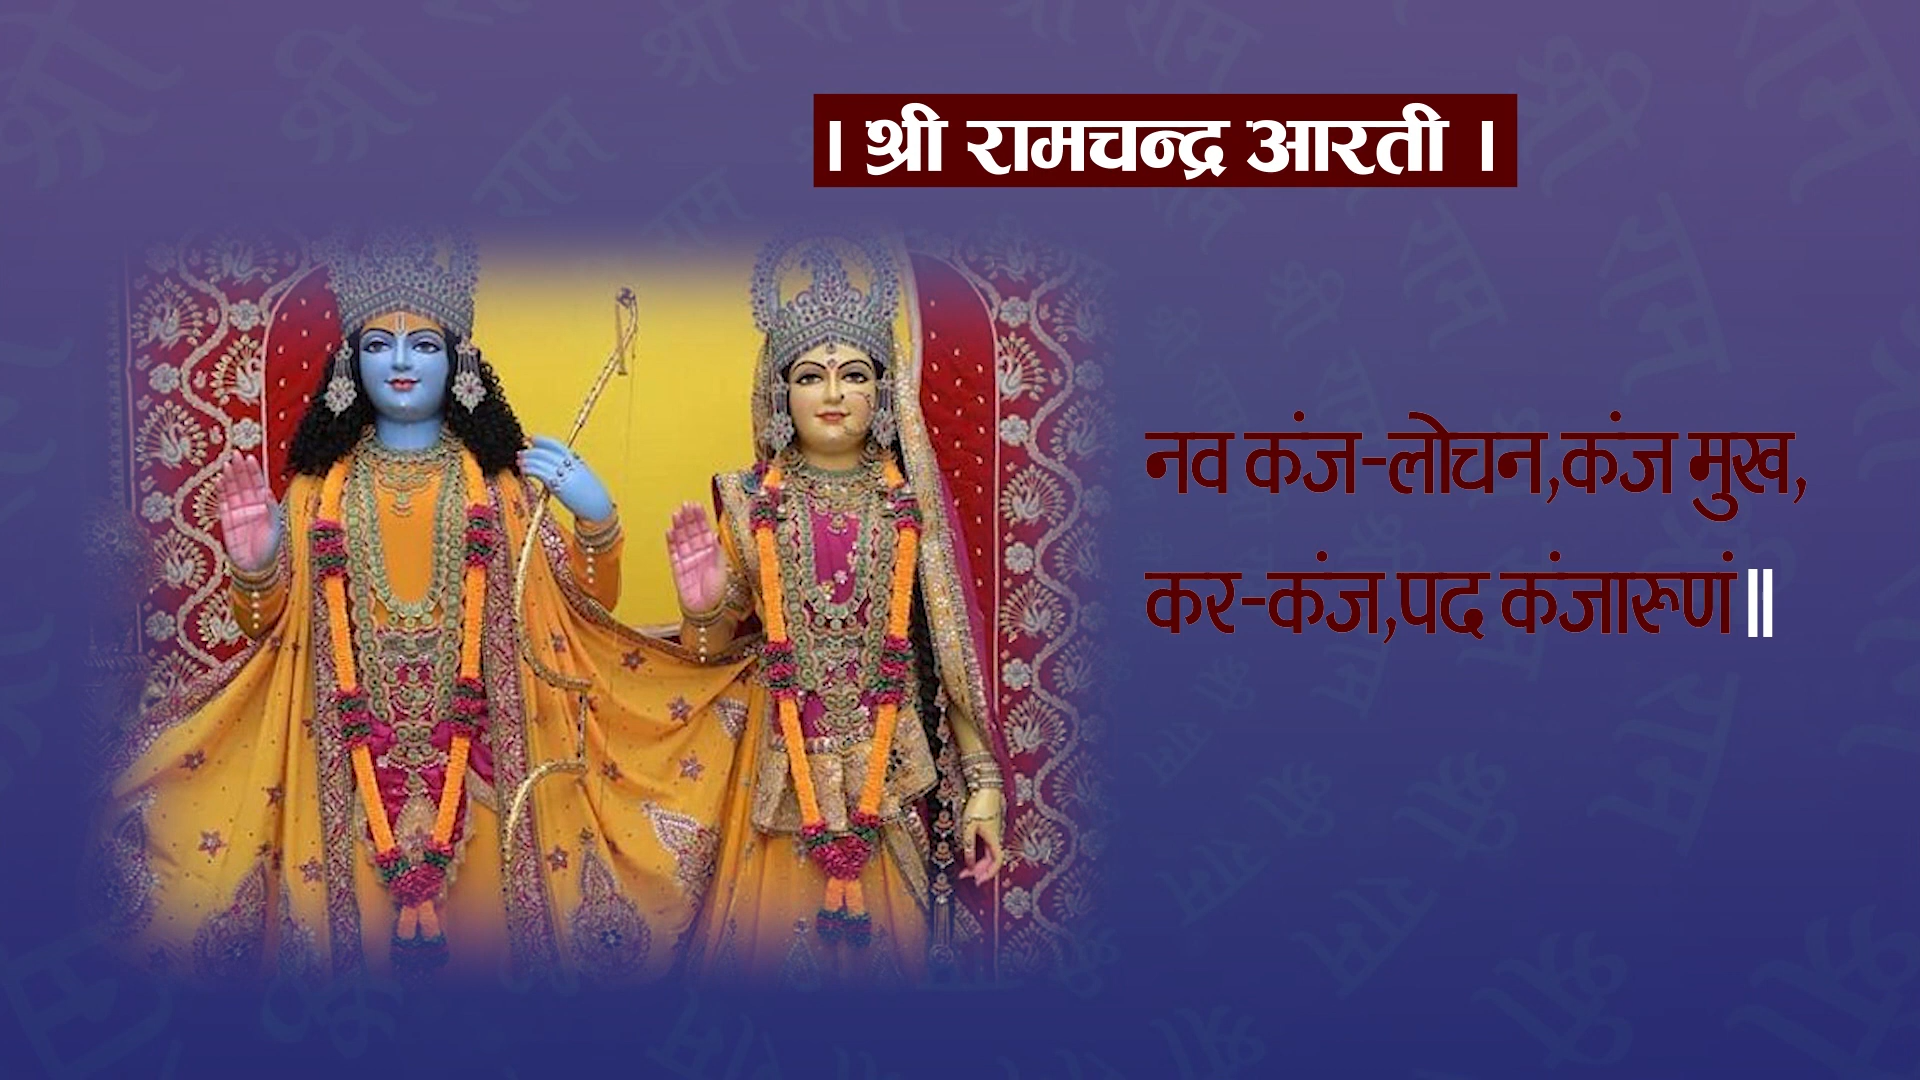 । श्री रामचन्द्र आरती ।
नव कंज-लोचन,कंज मुख,
कर-कंज,पद कंजारूणं॥